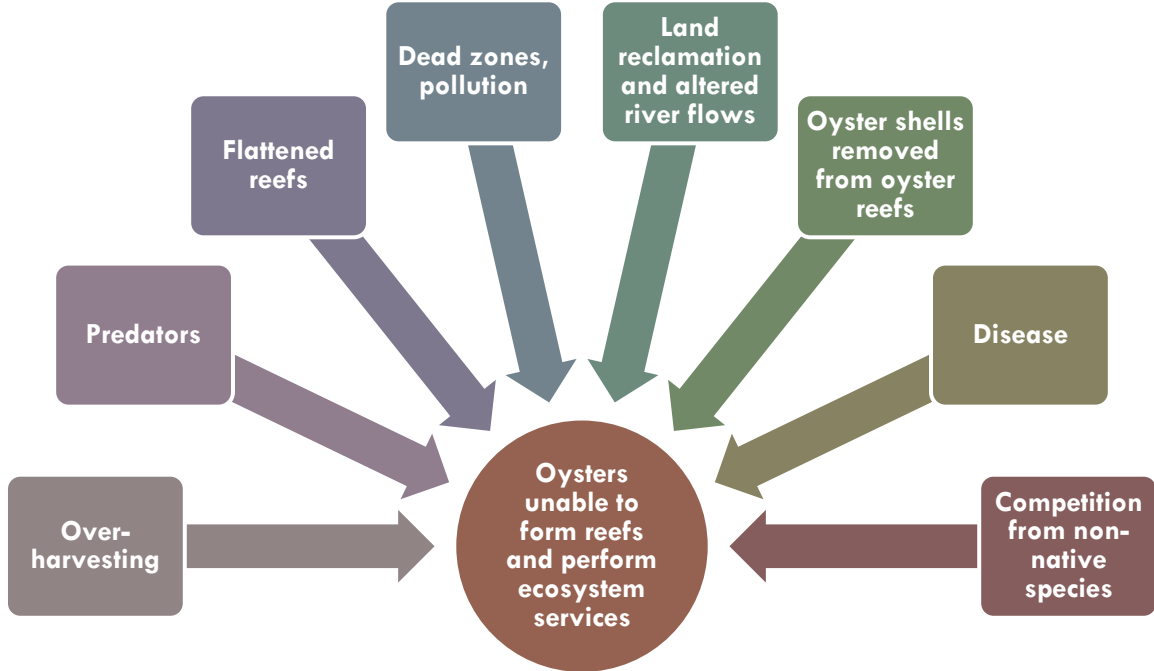 Over-
harvesting
Predators
Flattened
reefs
Dead zones,
pollution
Land
reclamation
and altered
river flows
Oyster shells
removed
from oyster
reefs
Disease
Competition
from non-
native
species
Oysters
unable to
form reefs
and perform
ecosystem
services